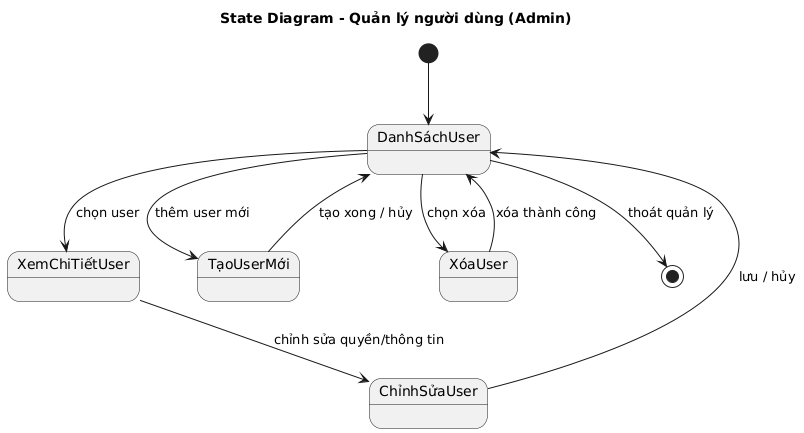 State Diagram - Quản lý người dùng (Admin)
DanhSáchUser
chọn user
thêm user mới
tạo xong / hủy
chọn xóa
xóa thành công
thoát quản lý
XemChiTiếtUser
TạoUserMới
XóaUser
lưu / hủy
chỉnh sửa quyền/thông tin
ChỉnhSửaUser